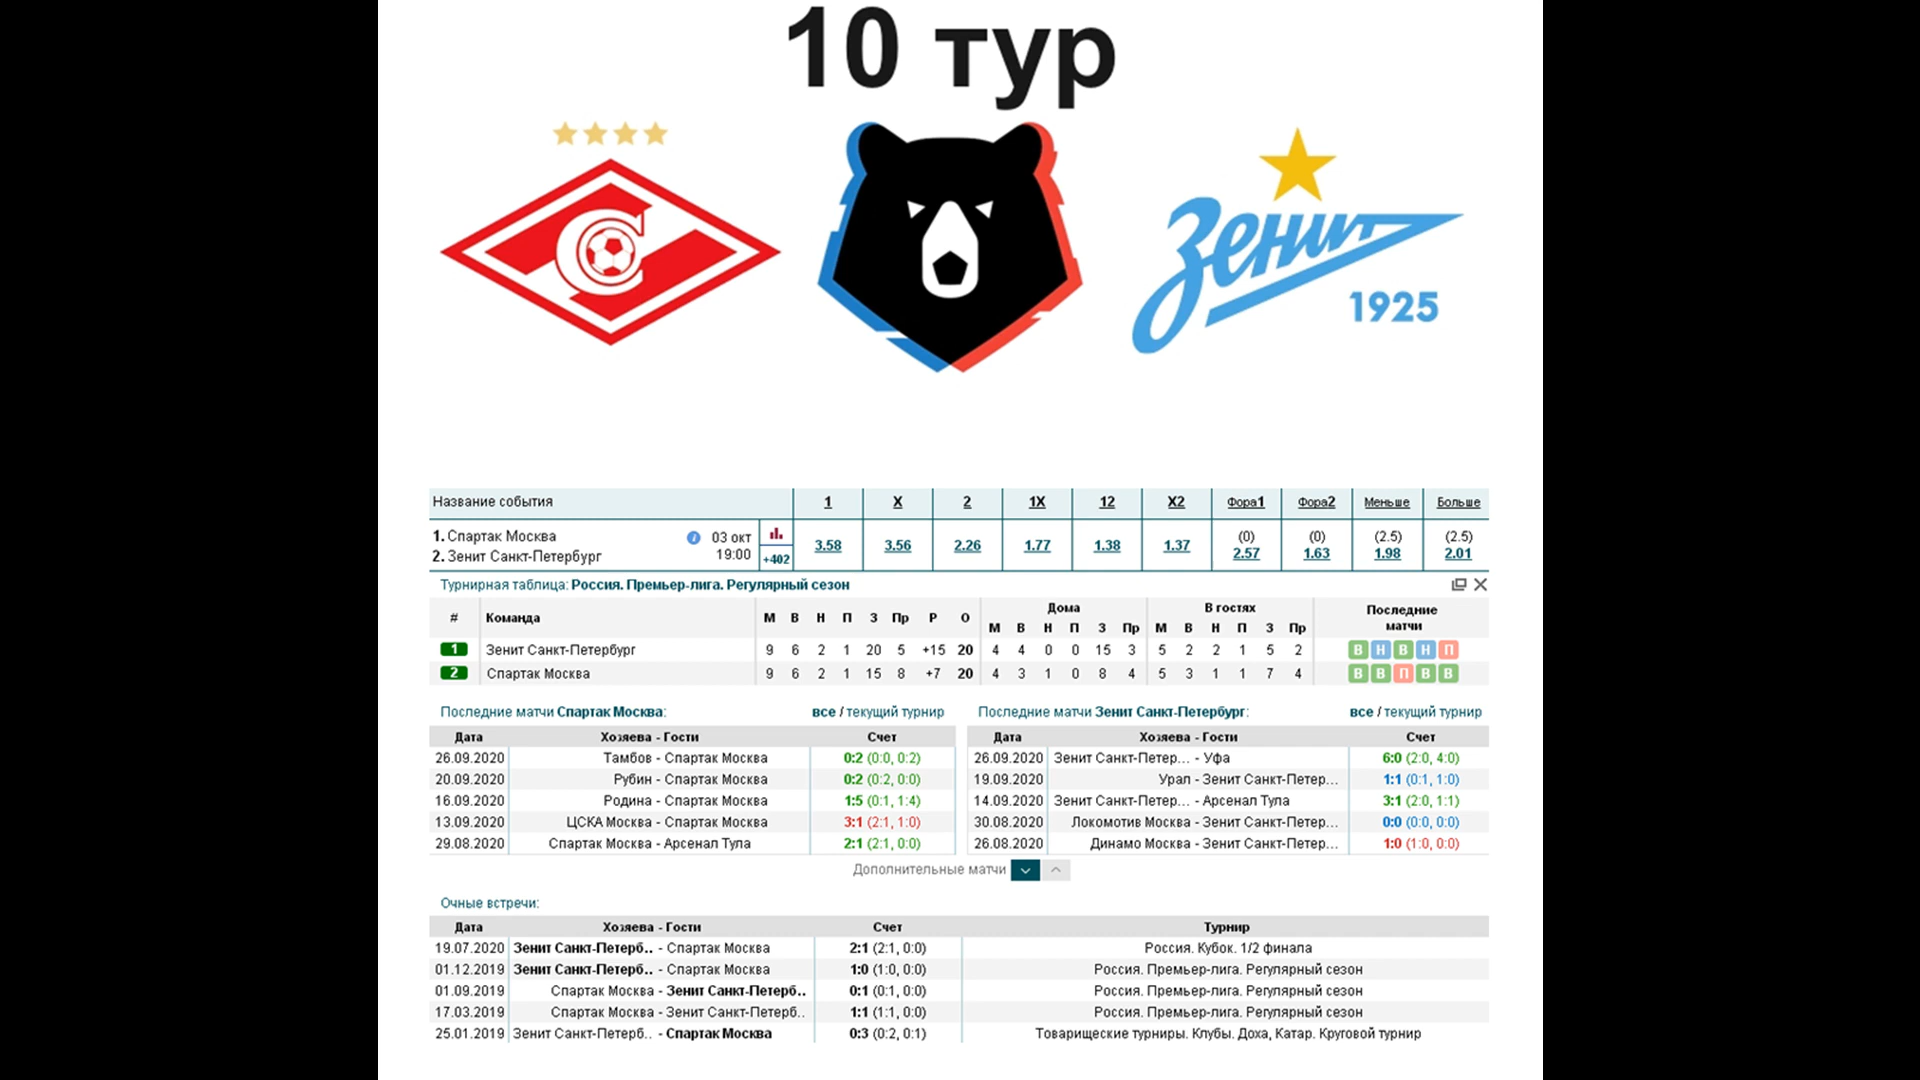 10 тур
Зенит
1925
Название события 1 X 2 1X 12 X2 Фора1 Фора2 Меньше Больше
1. Спартак Москва 03 окт (0) (0) (2.5) (2.5)
2. Зенит Санкт-Петербург 19:00 +402 3.58 3.56 2.26 1.77 1.38 1.37 2.57 1.63 1.98 2.01
Турнирная таблица: Россия. Премьер-лига. Регулярный сезон
# Команда М В Н П З Пр Р О Дома В гостях Последние матчи
М В Н П З Пр М В Н П З Пр
1 Зенит Санкт-Петербург 9 6 2 1 20 5 +15 20 4 4 0 0 15 3 5 2 2 1 5 2 В Н В Н П
2 Спартак Москва 9 6 2 1 15 8 +7 20 4 3 1 0 8 4 5 3 1 1 7 4 В В П В В
Последние матчи Спартак Москва: все / текущий турнир
Дата Хозяева - Гости Счет
26.09.2020 Тамбов - Спартак Москва 0:2 (0:0, 0:2)
20.09.2020 Рубин - Спартак Москва 0:2 (0:2, 0:0)
16.09.2020 Родина - Спартак Москва 1:5 (0:1, 1:4)
13.09.2020 ЦСКА Москва - Спартак Москва 3:1 (2:1, 1:0)
29.08.2020 Спартак Москва - Арсенал Тула 2:1 (2:1, 0:0)
Последние матчи Зенит Санкт-Петербург: все / текущий турнир
Дата Хозяева - Гости Счет
26.09.2020 Зенит Санкт-Петер... - Уфа 6:0 (2:0, 4:0)
19.09.2020 Урал - Зенит Санкт-Петер... 1:1 (0:1, 1:0)
14.09.2020 Зенит Санкт-Петер... - Арсенал Тула 3:1 (2:0, 1:1)
30.08.2020 Локомотив Москва - Зенит Санкт-Петер... 0:0 (0:0, 0:0)
26.08.2020 Динамо Москва - Зенит Санкт-Петер... 1:0 (1:0, 0:0)
Дополнительные матчи
Очные встречи:
Дата Хозяева - Гости Счет Турнир
19.07.2020 Зенит Санкт-Петерб.. - Спартак Москва 2:1 (2:1, 0:0) Россия. Кубок. 1/2 финала
01.12.2019 Зенит Санкт-Петерб.. - Спартак Москва 1:0 (1:0, 0:0) Россия. Премьер-лига. Регулярный сезон
01.09.2019 Спартак Москва - Зенит Санкт-Петерб.. 0:1 (0:1, 0:0) Россия. Премьер-лига. Регулярный сезон
17.03.2019 Спартак Москва - Зенит Санкт-Петерб.. 1:1 (1:1, 0:0) Россия. Премьер-лига. Регулярный сезон
25.01.2019 Зенит Санкт-Петерб.. - Спартак Москва 0:3 (0:2, 0:1) Товарищеские турниры. Клубы. Доха, Катар. Круговой турнир